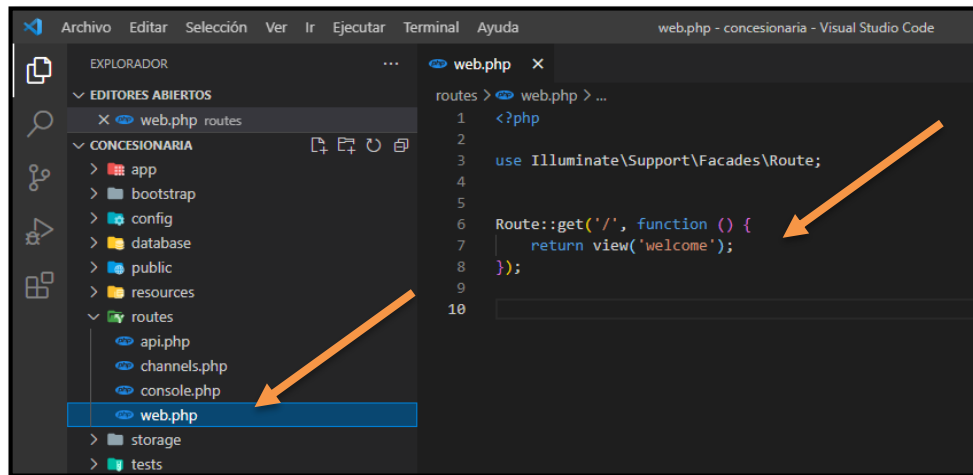 Archivo Editar Selección Ver Ir Ejecutar Terminal Ayuda web.php - concesionaria - Visual Studio Code
EXPLORADOR ...
EDITORES ABIERTOS
web.php routes
CONCESIONARIA
app
bootstrap
config
database
public
resources
routes
api.php
channels.php
console.php
web.php
storage
tests
web.php
routes > web.php > ...
1 <?php
2
3 use Illuminate\Support\Facades\Route;
4
5
6 Route::get('/', function () {
7 return view('welcome');
8 });
9
10